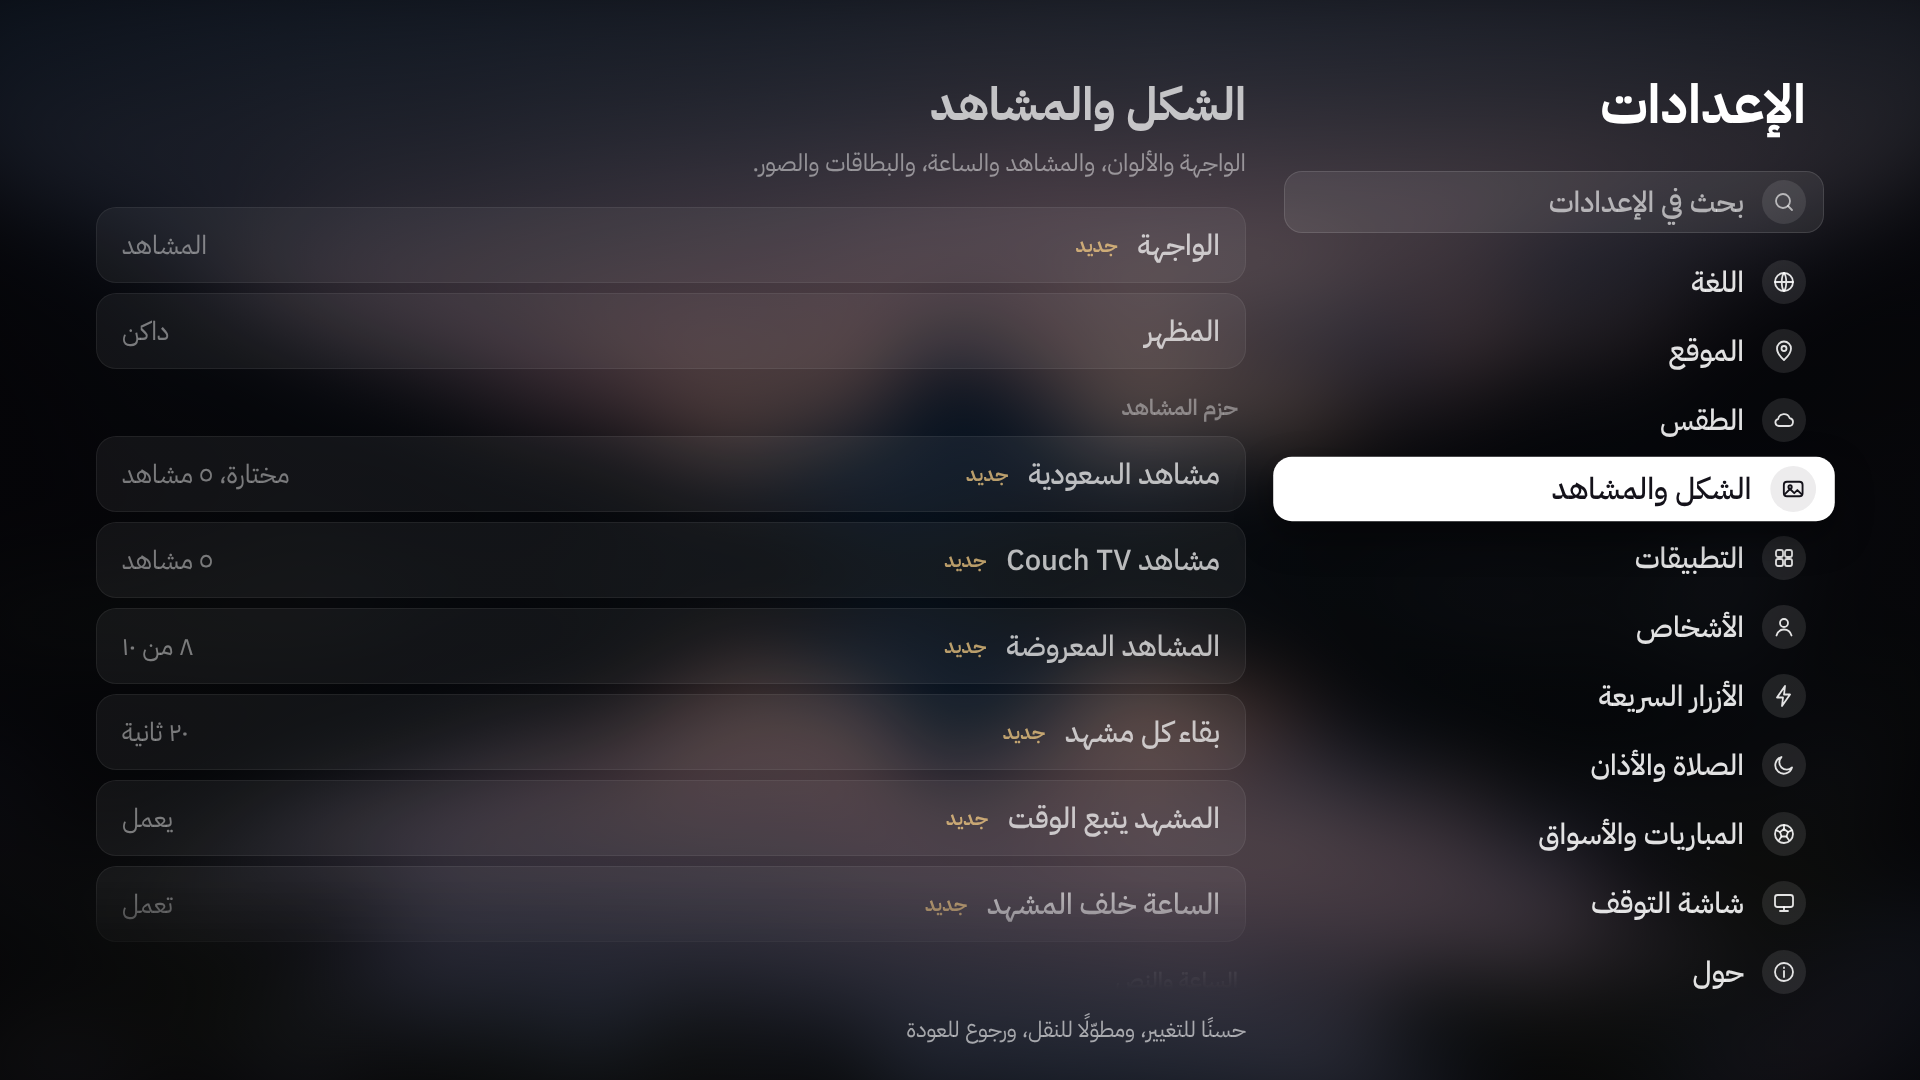 الإعدادات
بحث في الإعدادات
اللغة
الموقع
الطقس
الشكل والمشاهد
التطبيقات
الأشخاص
الأزرار السريعة
الصلاة والأذان
المباريات والأسواق
شاشة التوقف
حول
الشكل والمشاهد
الواجهة والألوان، والمشاهد والساعة، والبطاقات والصور.
الواجهة جديد المشاهد
المظهر داكن
حزم المشاهد
مشاهد السعودية جديد مختارة، ٥ مشاهد
مشاهد Couch TV جديد ٥ مشاهد
المشاهد المعروضة جديد ٨ من ١٠
بقاء كل مشهد جديد ٢٠ ثانية
المشهد يتبع الوقت جديد يعمل
الساعة خلف المشهد جديد تعمل
حسنًا للتغيير، ومطوّلًا للنقل، ورجوع للعودة